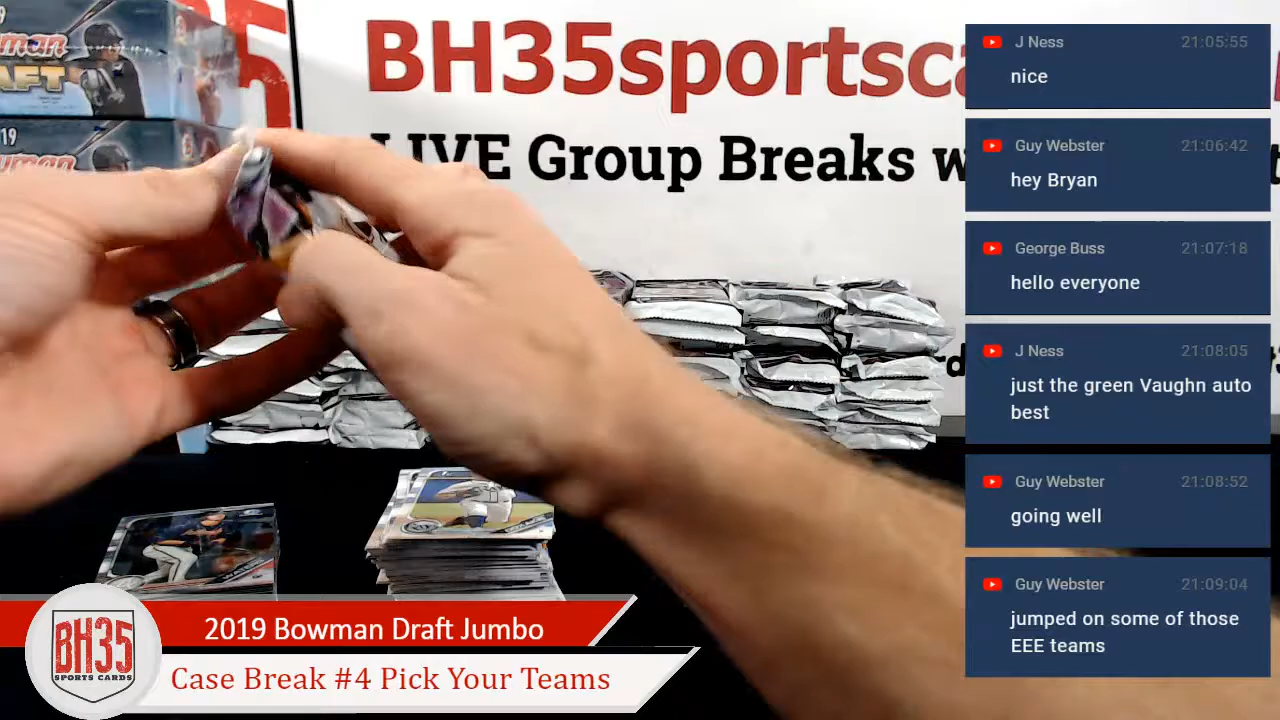 BH35sportsca
LIVE Group Breaks w
J Ness 21:05:55
nice
Guy Webster 21:06:42
hey Bryan
George Buss 21:07:18
hello everyone
J Ness 21:08:05
just the green Vaughn auto
best
Guy Webster 21:08:52
going well
Guy Webster 21:09:04
jumped on some of those
EEE teams
2019 Bowman Draft Jumbo
Case Break #4 Pick Your Teams
BH35
SPORTS CARDS